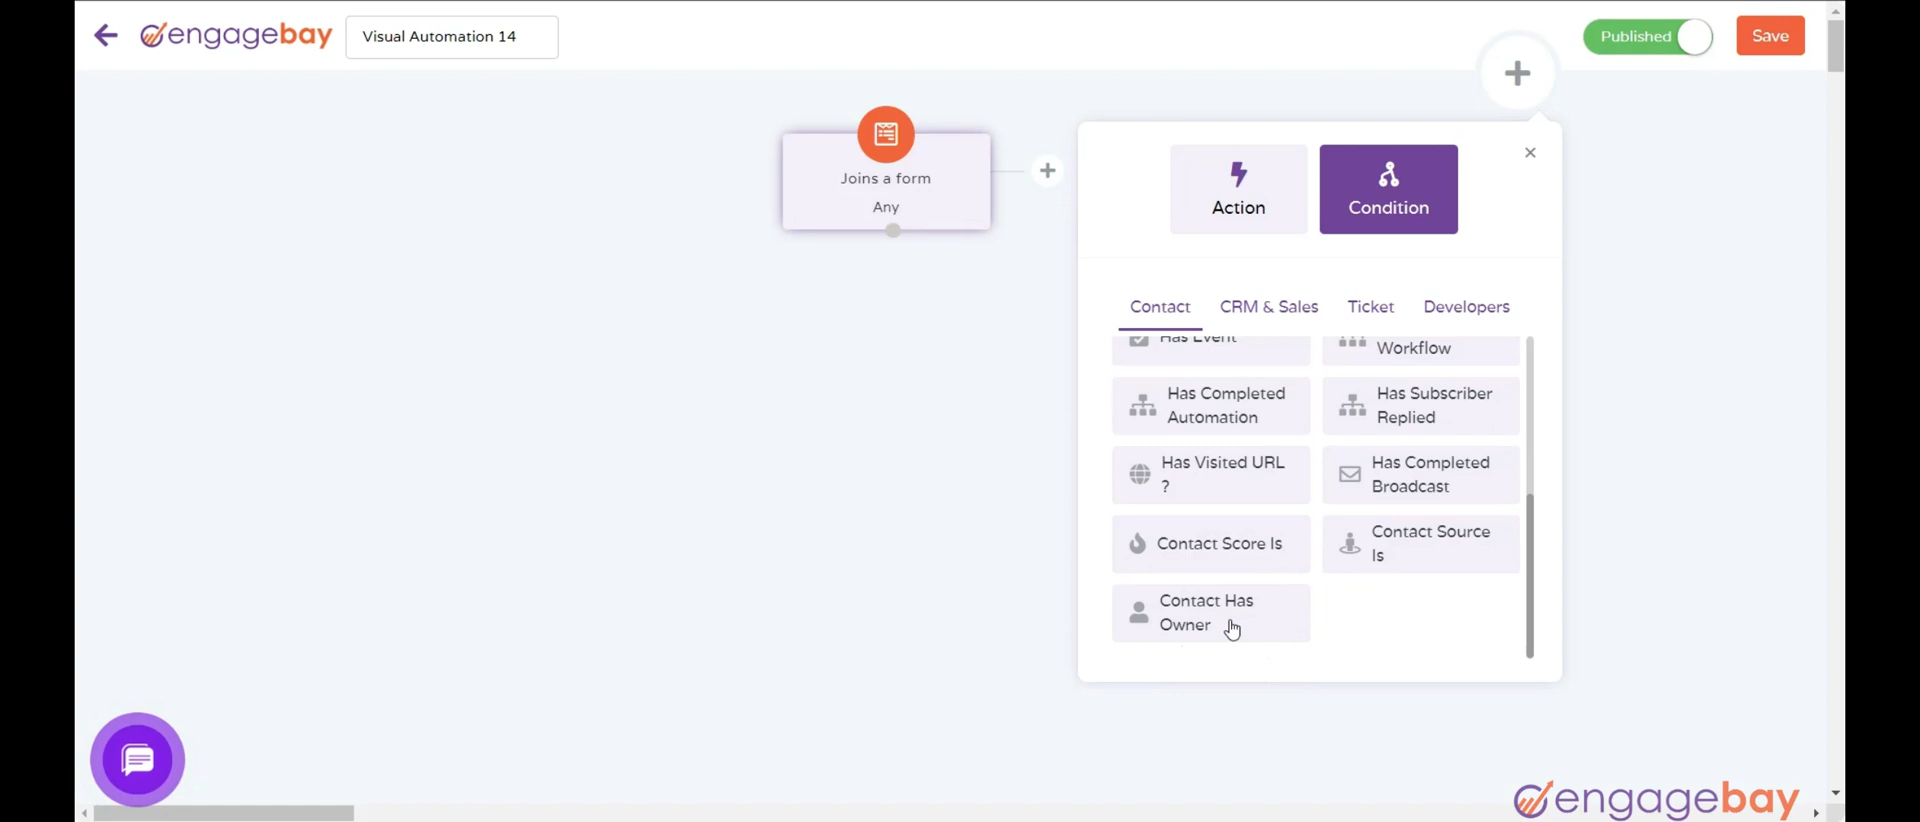 engagebay
Visual Automation 14
Published
Save
Joins a form
Any
Action
Condition
Contact
CRM & Sales
Ticket
Developers
Has Event
Workflow
Has Completed
Automation
Has Subscriber
Replied
Has Visited URL
?
Has Completed
Broadcast
Contact Score Is
Contact Source
Is
Contact Has
Owner
engagebay